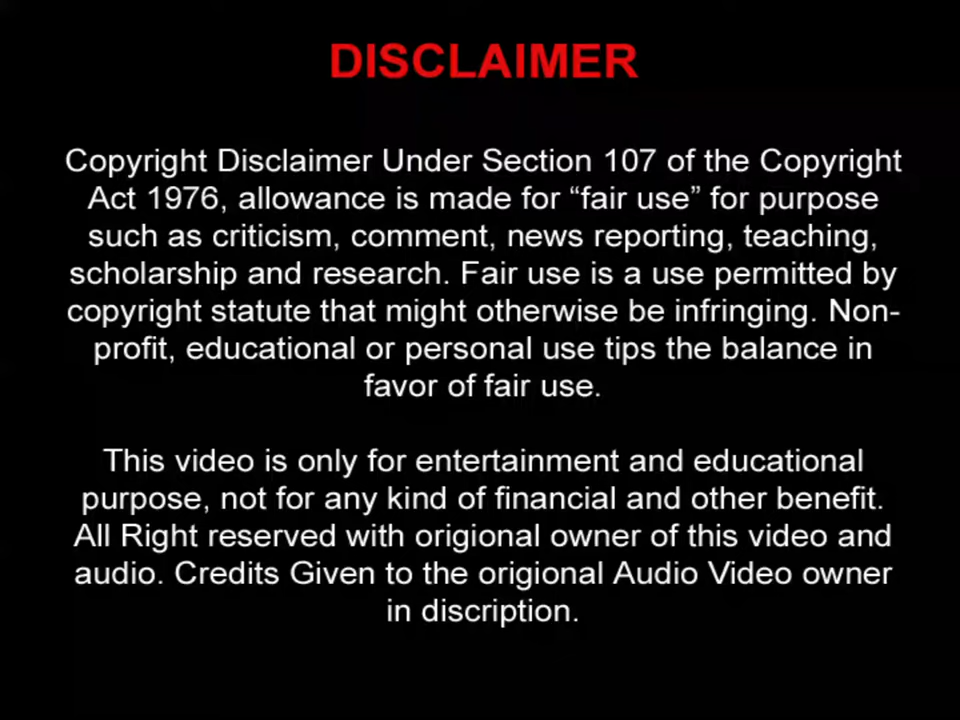 DISCLAIMER
Copyright Disclaimer Under Section 107 of the Copyright
Act 1976, allowance is made for “fair use” for purpose
such as criticism, comment, news reporting, teaching,
scholarship and research. Fair use is a use permitted by
copyright statute that might otherwise be infringing. Non-
profit, educational or personal use tips the balance in
favor of fair use.
This video is only for entertainment and educational
purpose, not for any kind of financial and other benefit.
All Right reserved with origional owner of this video and
audio. Credits Given to the origional Audio Video owner
in discription.